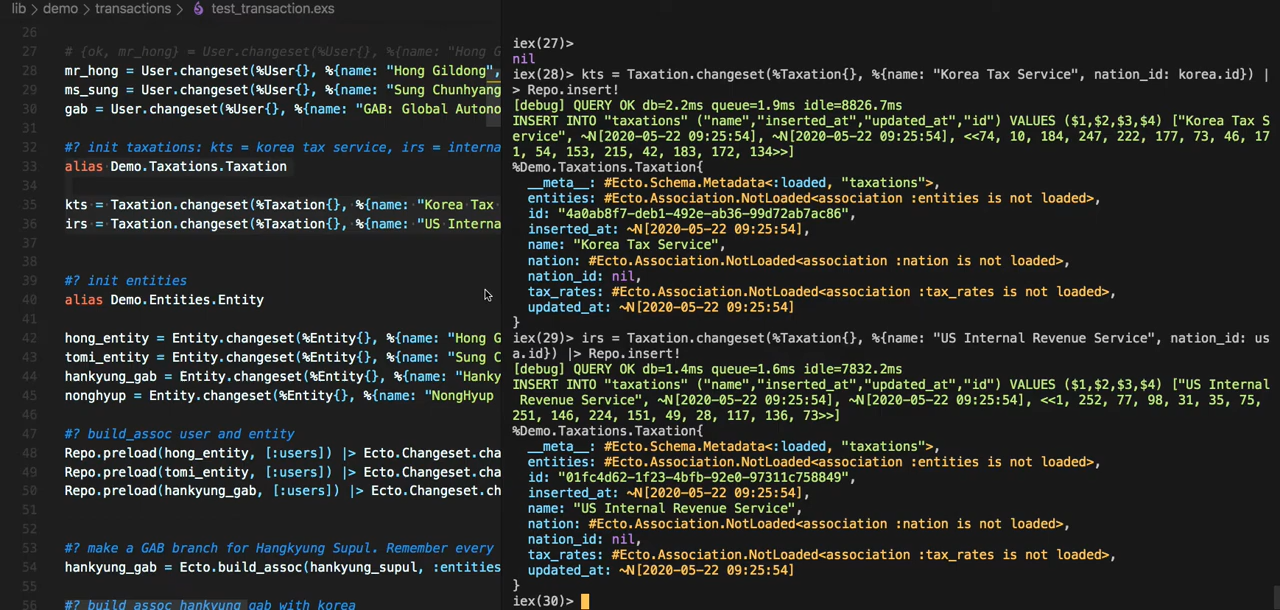 lib > demo > transactions > test_transaction.exs
26
27 # {ok, mr_hong} = User.changeset(%User{}, %{name: "Hong G
28 mr_hong = User.changeset(%User{}, %{name: "Hong Gildong",
29 ms_sung = User.changeset(%User{}, %{name: "Sung Chunhyang
30 gab = User.changeset(%User{}, %{name: "GAB: Global Autono
31
32 #? init taxations: kts = korea tax service, irs = interna
33 alias Demo.Taxations.Taxation
34
35 kts = Taxation.changeset(%Taxation{}, %{name: "Korea Tax
36 irs = Taxation.changeset(%Taxation{}, %{name: "US Interna
37
38
39 #? init entities
40 alias Demo.Entities.Entity
41
42 hong_entity = Entity.changeset(%Entity{}, %{name: "Hong G
43 tomi_entity = Entity.changeset(%Entity{}, %{name: "Sung C
44 hankyung_gab = Entity.changeset(%Entity{}, %{name: "Hanky
45 nonghyup = Entity.changeset(%Entity{}, %{name: "NongHyup
46
47 #? build_assoc user and entity
48 Repo.preload(hong_entity, [:users]) |> Ecto.Changeset.cha
49 Repo.preload(tomi_entity, [:users]) |> Ecto.Changeset.cha
50 Repo.preload(hankyung_gab, [:users]) |> Ecto.Changeset.ch
51
52
53 #? make a GAB branch for Hangkyung Supul. Remember every
54 hankyung_gab = Ecto.build_assoc(hankyung_supul, :entities
55
56 #? build_assoc hankyung gab with korea
iex(27)>
nil
iex(28)> kts = Taxation.changeset(%Taxation{}, %{name: "Korea Tax Service", nation_id: korea.id}) |
> Repo.insert!
[debug] QUERY OK db=2.2ms queue=1.9ms idle=8826.7ms
INSERT INTO "taxations" ("name","inserted_at","updated_at","id") VALUES ($1,$2,$3,$4) ["Korea Tax S
ervice", ~N[2020-05-22 09:25:54], ~N[2020-05-22 09:25:54], <<74, 10, 184, 247, 222, 177, 73, 46, 17
1, 54, 153, 215, 42, 183, 172, 134>>]
%Demo.Taxations.Taxation{
__meta__: #Ecto.Schema.Metadata<:loaded, "taxations">,
entities: #Ecto.Association.NotLoaded<association :entities is not loaded>,
id: "4a0ab8f7-deb1-492e-ab36-99d72ab7ac86",
inserted_at: ~N[2020-05-22 09:25:54],
name: "Korea Tax Service",
nation: #Ecto.Association.NotLoaded<association :nation is not loaded>,
nation_id: nil,
tax_rates: #Ecto.Association.NotLoaded<association :tax_rates is not loaded>,
updated_at: ~N[2020-05-22 09:25:54]
}
iex(29)> irs = Taxation.changeset(%Taxation{}, %{name: "US Internal Revenue Service", nation_id: us
a.id}) |> Repo.insert!
[debug] QUERY OK db=1.4ms queue=1.6ms idle=7832.2ms
INSERT INTO "taxations" ("name","inserted_at","updated_at","id") VALUES ($1,$2,$3,$4) ["US Internal
Revenue Service", ~N[2020-05-22 09:25:54], ~N[2020-05-22 09:25:54], <<1, 252, 77, 98, 31, 35, 75,
251, 146, 224, 151, 49, 28, 117, 136, 73>>]
%Demo.Taxations.Taxation{
__meta__: #Ecto.Schema.Metadata<:loaded, "taxations">,
entities: #Ecto.Association.NotLoaded<association :entities is not loaded>,
id: "01fc4d62-1f23-4bfb-92e0-97311c758849",
inserted_at: ~N[2020-05-22 09:25:54],
name: "US Internal Revenue Service",
nation: #Ecto.Association.NotLoaded<association :nation is not loaded>,
nation_id: nil,
tax_rates: #Ecto.Association.NotLoaded<association :tax_rates is not loaded>,
updated_at: ~N[2020-05-22 09:25:54]
}
iex(30)>